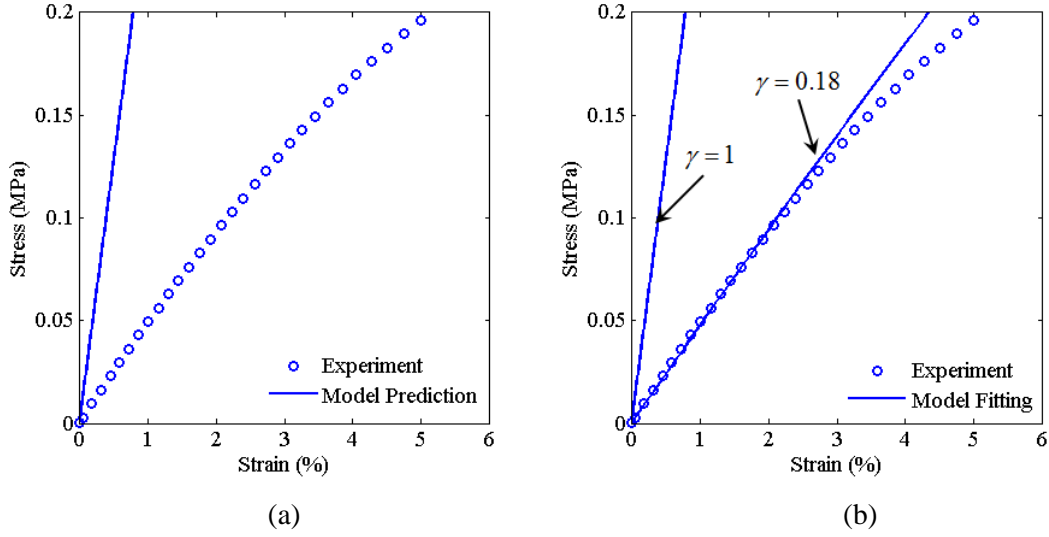 0.2
0.15
0.1
0.05
0
0 1 2 3 4 5 6
Stress (MPa)
Strain (%)
Experiment
Model Prediction
(a)
0.2
0.15
0.1
0.05
0
0 1 2 3 4 5 6
Stress (MPa)
Strain (%)
γ = 0.18
γ = 1
Experiment
Model Fitting
(b)